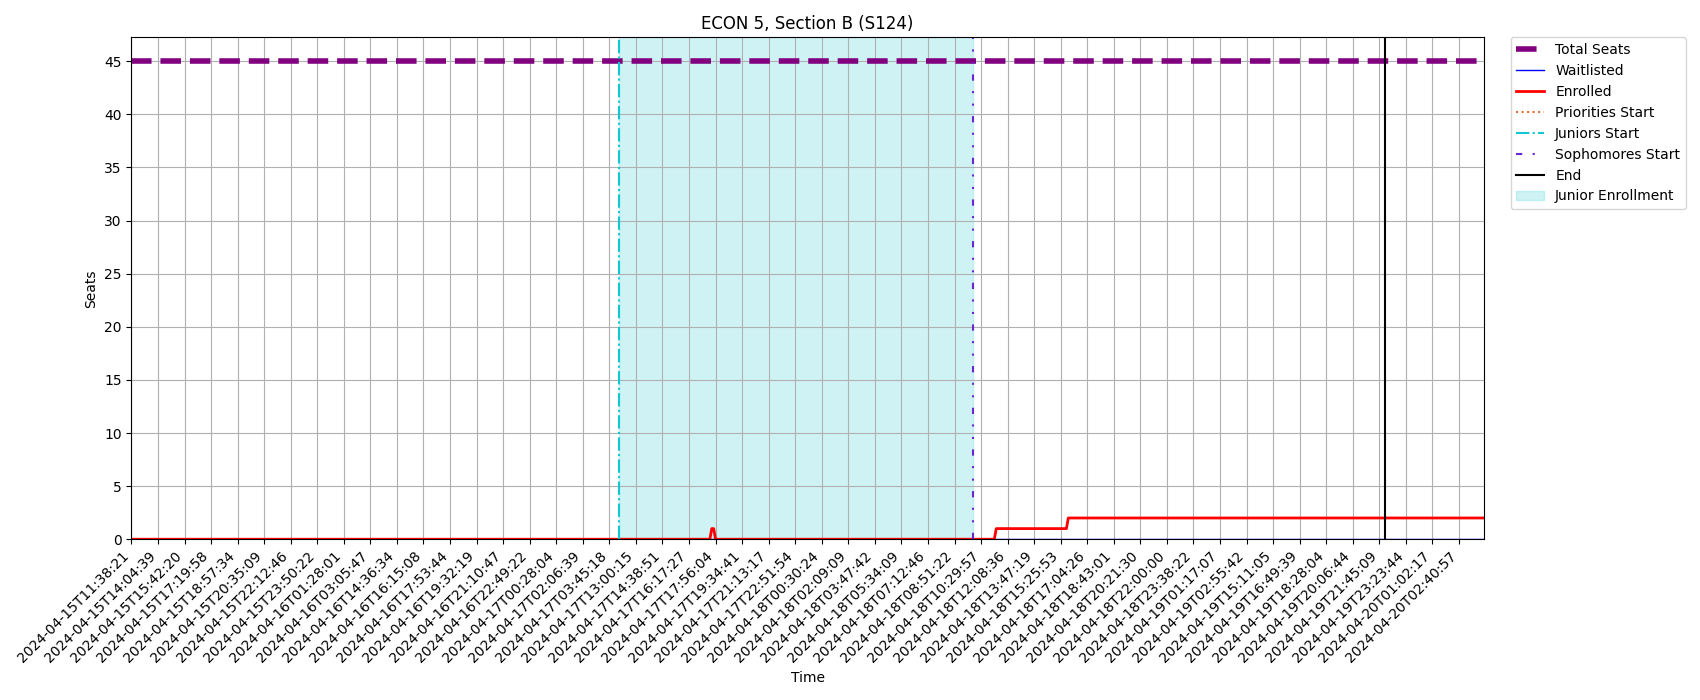 ECON 5, Section B (S124)
Total Seats
Waitlisted
Enrolled
Priorities Start
Juniors Start
Sophomores Start
End
Junior Enrollment
Seats
45
40
35
30
25
20
15
10
5
0
2024-04-15T11:38:21
2024-04-15T14:04:39
2024-04-15T15:42:20
2024-04-15T17:19:58
2024-04-15T18:57:34
2024-04-15T20:35:09
2024-04-15T22:12:46
2024-04-15T23:50:22
2024-04-16T01:28:01
2024-04-16T03:05:47
2024-04-16T14:36:34
2024-04-16T16:15:08
2024-04-16T17:53:44
2024-04-16T19:32:19
2024-04-16T21:10:47
2024-04-16T22:49:22
2024-04-17T00:28:04
2024-04-17T02:06:39
2024-04-17T03:45:18
2024-04-17T13:00:15
2024-04-17T14:38:51
2024-04-17T16:17:27
2024-04-17T17:56:04
2024-04-17T19:34:41
2024-04-17T21:13:17
2024-04-17T22:51:54
2024-04-18T00:30:24
2024-04-18T02:09:09
2024-04-18T03:47:42
2024-04-18T05:34:09
2024-04-18T07:12:46
2024-04-18T08:51:22
2024-04-18T10:29:57
2024-04-18T12:08:36
2024-04-18T13:47:19
2024-04-18T15:25:53
2024-04-18T17:04:26
2024-04-18T18:43:01
2024-04-18T20:21:30
2024-04-18T22:00:00
2024-04-18T23:38:22
2024-04-19T01:17:07
2024-04-19T02:55:42
2024-04-19T15:11:05
2024-04-19T16:49:39
2024-04-19T18:28:04
2024-04-19T20:06:44
2024-04-19T21:45:09
2024-04-19T23:23:44
2024-04-20T01:02:17
2024-04-20T02:40:57
Time